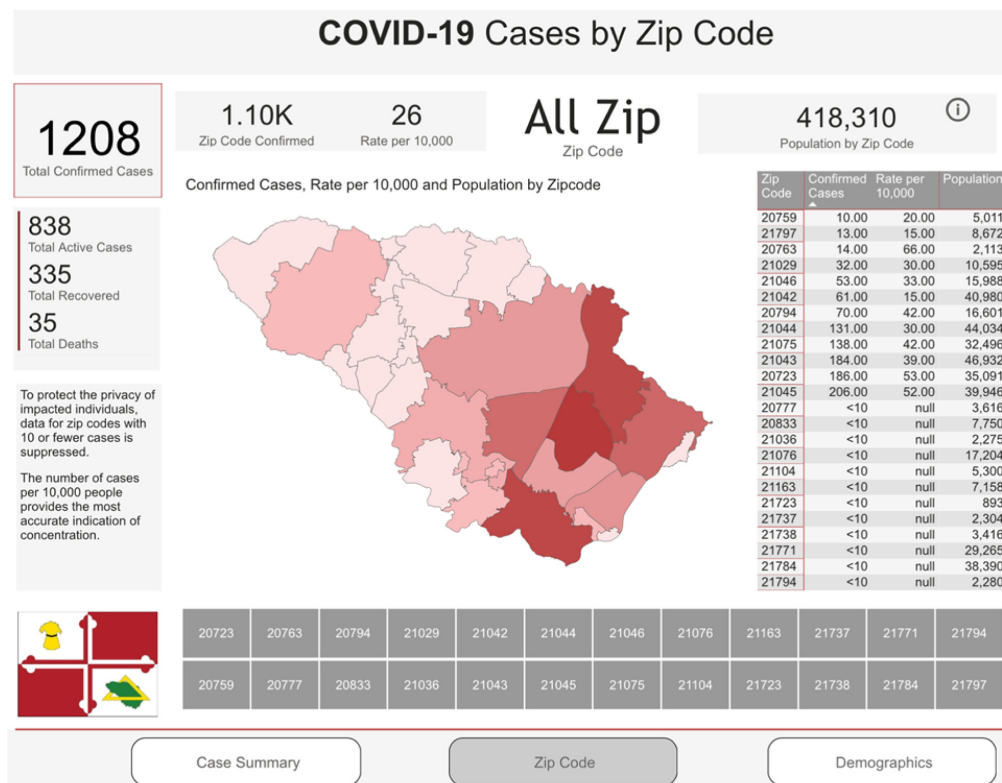 COVID-19 Cases by Zip Code
1208
Total Confirmed Cases
1.10K
Zip Code Confirmed
26
Rate per 10,000
All Zip
Zip Code
418,310
Population by Zip Code
838
Total Active Cases
335
Total Recovered
35
Total Deaths
To protect the privacy of
impacted individuals,
data for zip codes with
10 or fewer cases is
suppressed.
The number of cases
per 10,000 people
provides the most
accurate indication of
concentration.
Confirmed Cases, Rate per 10,000 and Population by Zipcode
Zip Code Confirmed Cases Rate per 10,000 Population
20759 10.00 20.00 5,011
21797 13.00 15.00 8,672
20763 14.00 66.00 2,113
21029 32.00 30.00 10,595
21046 53.00 33.00 15,988
21042 61.00 15.00 40,980
20794 70.00 42.00 16,601
21044 131.00 30.00 44,034
21075 138.00 42.00 32,496
21043 184.00 39.00 46,932
20723 186.00 53.00 35,091
21045 206.00 52.00 39,946
20777 <10 null 3,616
20833 <10 null 7,750
21036 <10 null 2,275
21076 <10 null 17,204
21104 <10 null 5,300
21163 <10 null 7,158
21723 <10 null 893
21737 <10 null 2,304
21738 <10 null 3,416
21771 <10 null 29,265
21784 <10 null 38,390
21794 <10 null 2,280
20723 20763 20794 21029 21042 21044 21046 21076 21163 21737 21771 21794
20759 20777 20833 21036 21043 21045 21075 21104 21723 21738 21784 21797
Case Summary
Zip Code
Demographics